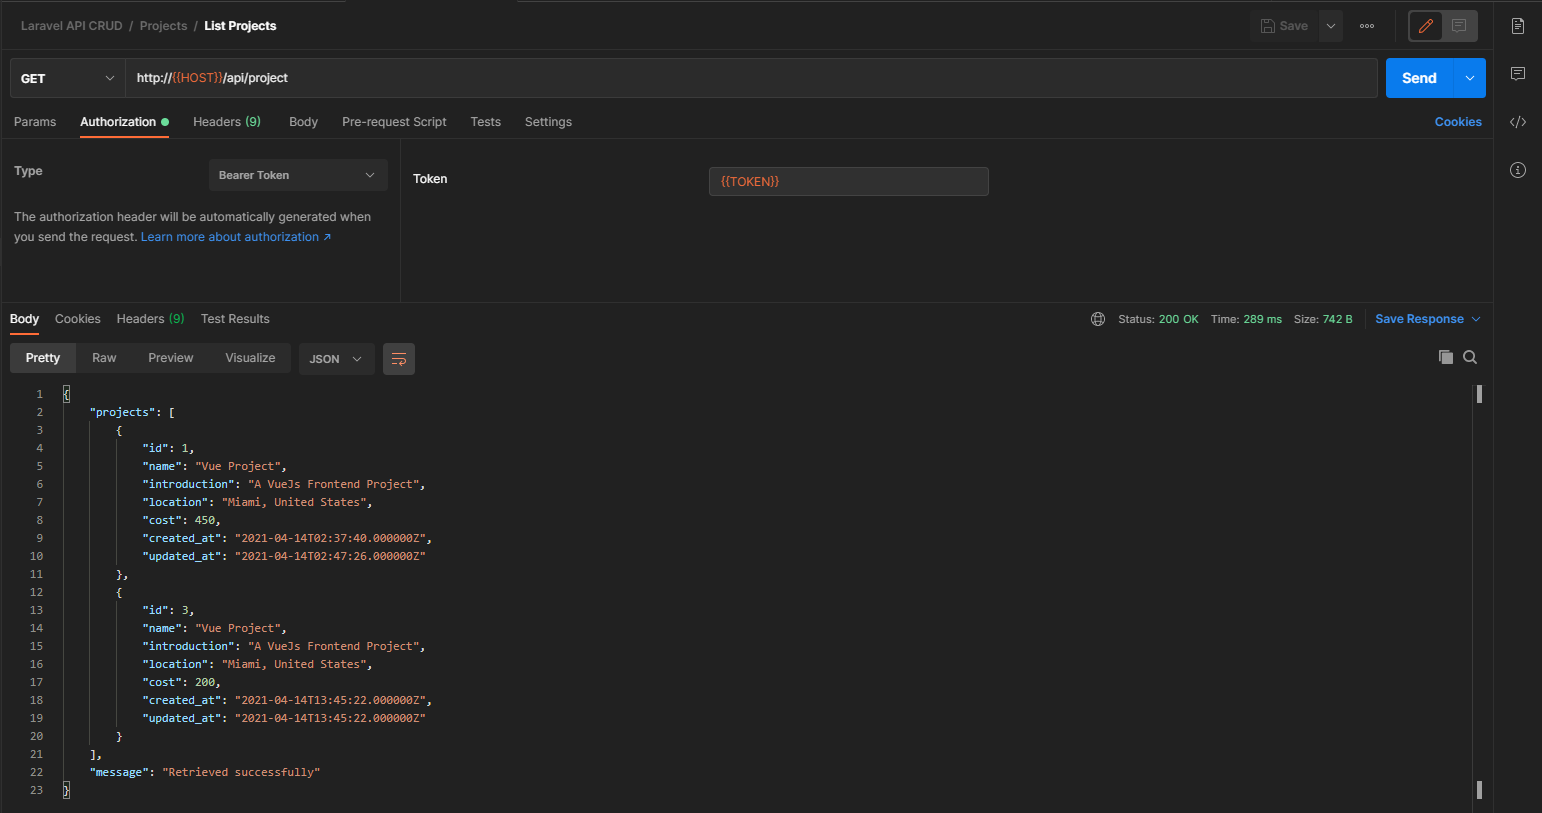 Laravel API CRUD / Projects / List Projects
Save
GET
http://{{HOST}}/api/project
Send
Params
Authorization
Headers (9)
Body
Pre-request Script
Tests
Settings
Cookies
Type
Bearer Token
The authorization header will be automatically generated when
you send the request. Learn more about authorization ↗
Token
{{TOKEN}}
Body
Cookies
Headers (9)
Test Results
Status: 200 OK
Time: 289 ms
Size: 742 B
Save Response
Pretty
Raw
Preview
Visualize
JSON
1 {
2 "projects": [
3 {
4 "id": 1,
5 "name": "Vue Project",
6 "introduction": "A VueJs Frontend Project",
7 "location": "Miami, United States",
8 "cost": 450,
9 "created_at": "2021-04-14T02:37:40.000000Z",
10 "updated_at": "2021-04-14T02:47:26.000000Z"
11 },
12 {
13 "id": 3,
14 "name": "Vue Project",
15 "introduction": "A VueJs Frontend Project",
16 "location": "Miami, United States",
17 "cost": 200,
18 "created_at": "2021-04-14T13:45:22.000000Z",
19 "updated_at": "2021-04-14T13:45:22.000000Z"
20 }
21 ],
22 "message": "Retrieved successfully"
23 }